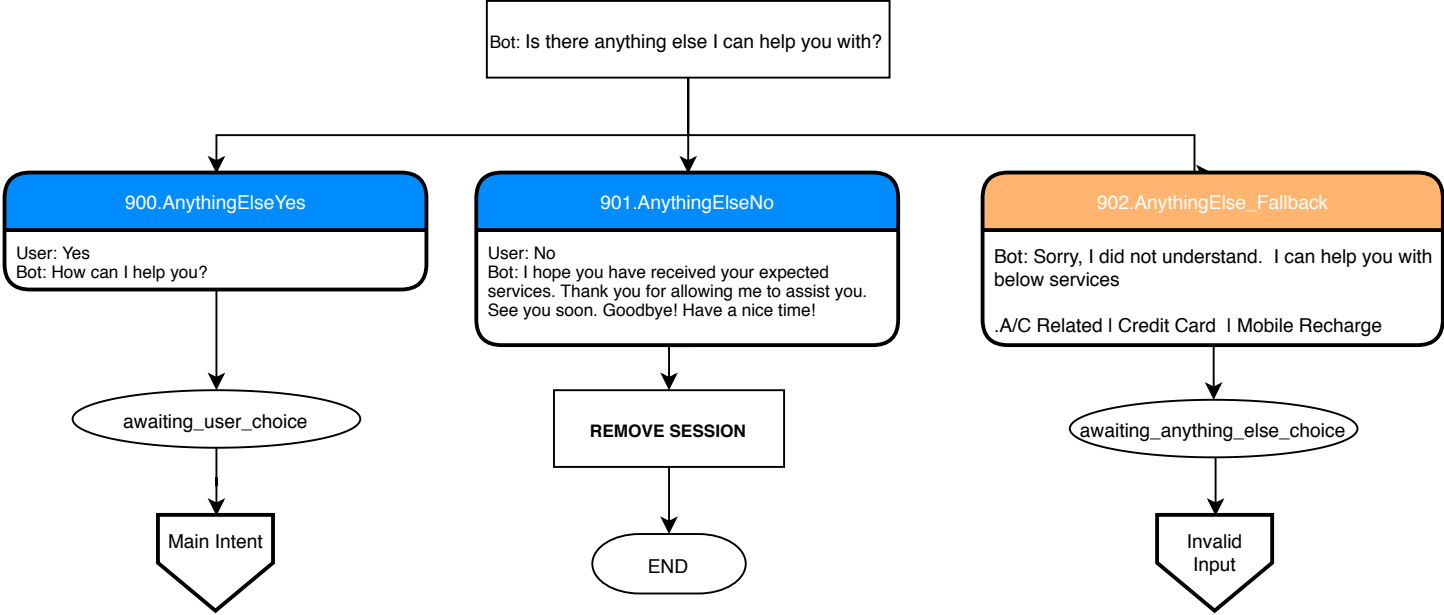 Bot: Is there anything else I can help you with?
900.AnythingElseYes
User: Yes
Bot: How can I help you?
awaiting_user_choice
Main Intent
901.AnythingElseNo
User: No
Bot: I hope you have received your expected
services. Thank you for allowing me to assist you.
See you soon. Goodbye! Have a nice time!
REMOVE SESSION
END
902.AnythingElse_Fallback
Bot: Sorry, I did not understand.  I can help you with
below services
.A/C Related | Credit Card  | Mobile Recharge
awaiting_anything_else_choice
Invalid
Input